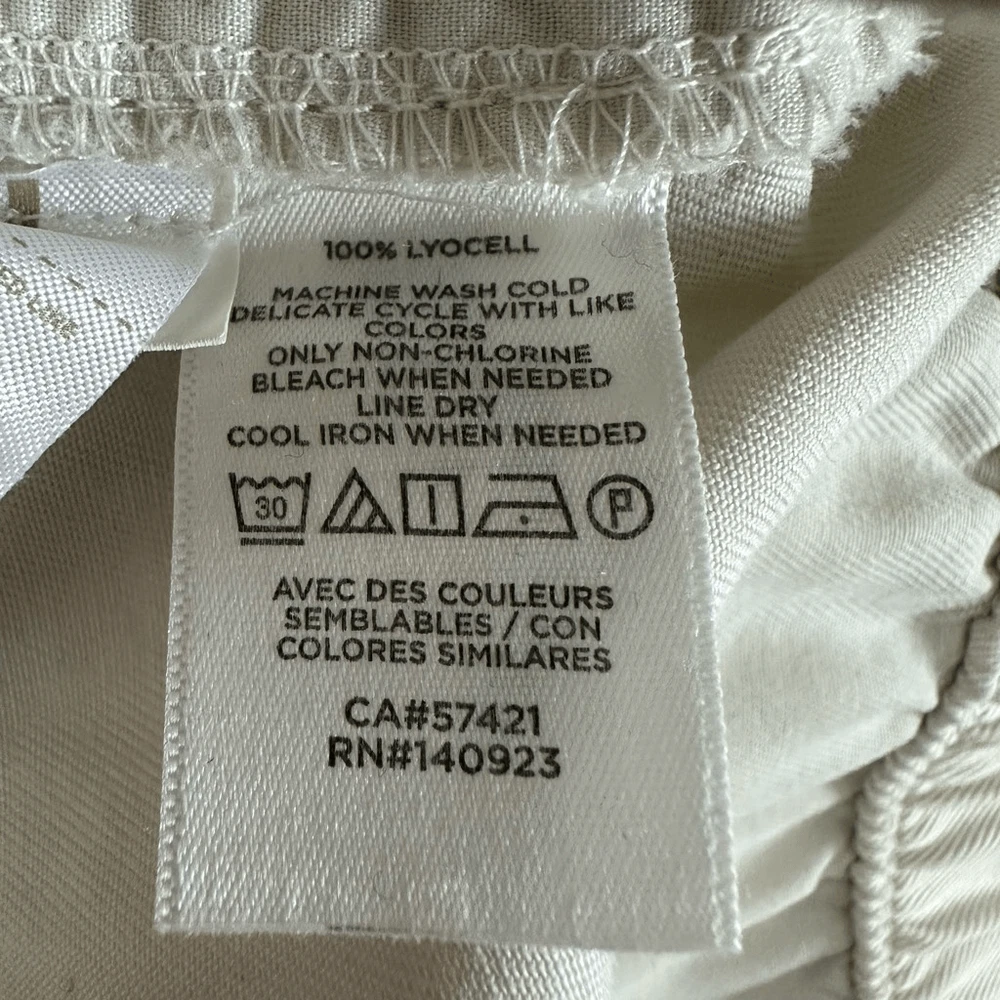 100% LYOCELL
MACHINE WASH COLD
DELICATE CYCLE WITH LIKE
COLORS
ONLY NON-CHLORINE
BLEACH WHEN NEEDED
LINE DRY
COOL IRON WHEN NEEDED
30 P
AVEC DES COULEURS
SEMBLABLES / CON
COLORES SIMILARES
CA#57421
RN#140923